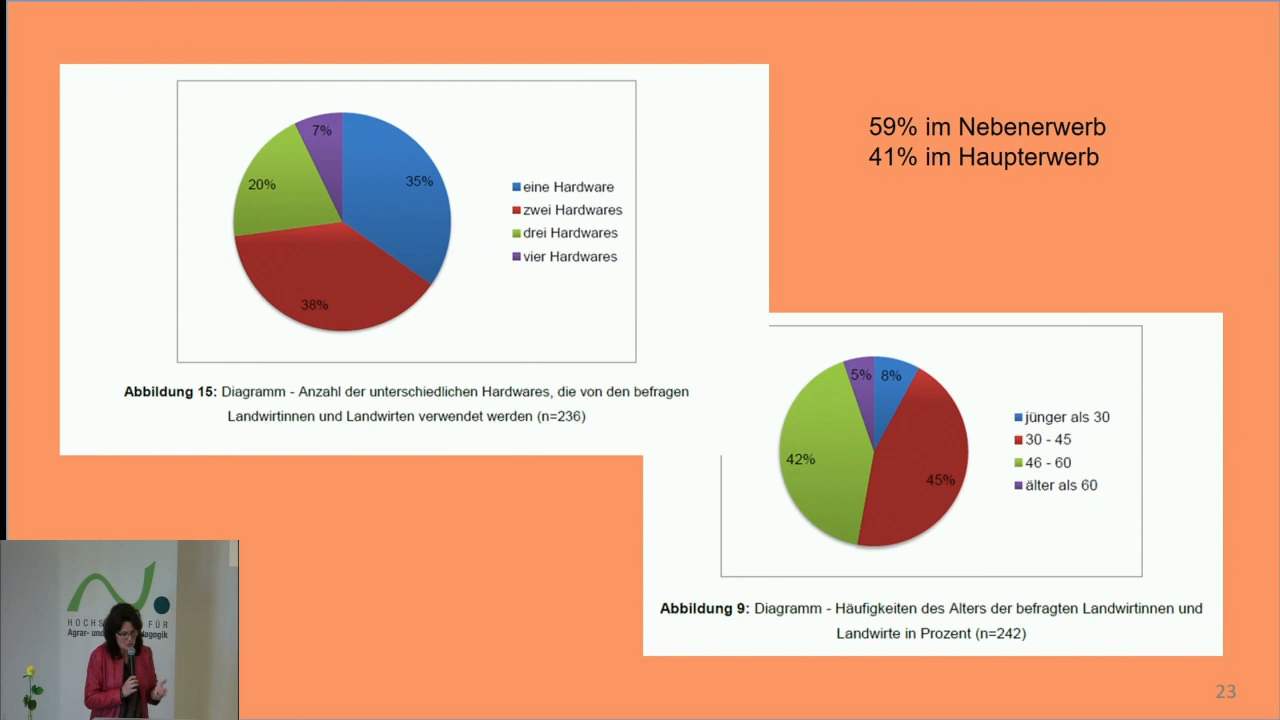 7%
35%
20%
38%
eine Hardware
zwei Hardwares
drei Hardwares
vier Hardwares
Abbildung 15: Diagramm - Anzahl der unterschiedlichen Hardwares, die von den befragen
Landwirtinnen und Landwirten verwendet werden (n=236)
59% im Nebenerwerb
41% im Haupterwerb
5%
8%
42%
45%
jünger als 30
30 - 45
46 - 60
älter als 60
Abbildung 9: Diagramm - Häufigkeiten des Alters der befragten Landwirtinnen und
Landwirte in Prozent (n=242)
HOCHS FÜR
Agrar- und
23